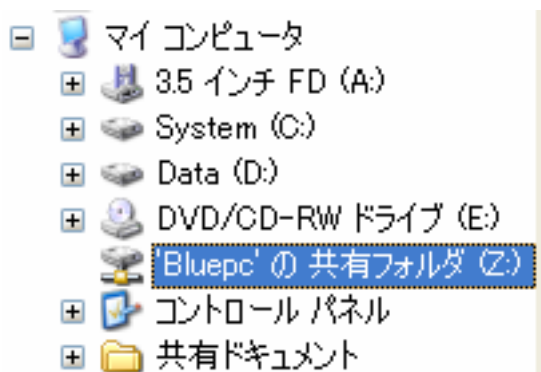 マイ コンピュータ
3.5 インチ FD (A:)
System (C:)
Data (D:)
DVD/CD-RW ドライブ (E:)
'Bluepc' の 共有フォルダ (Z:)
コントロール パネル
共有ドキュメント